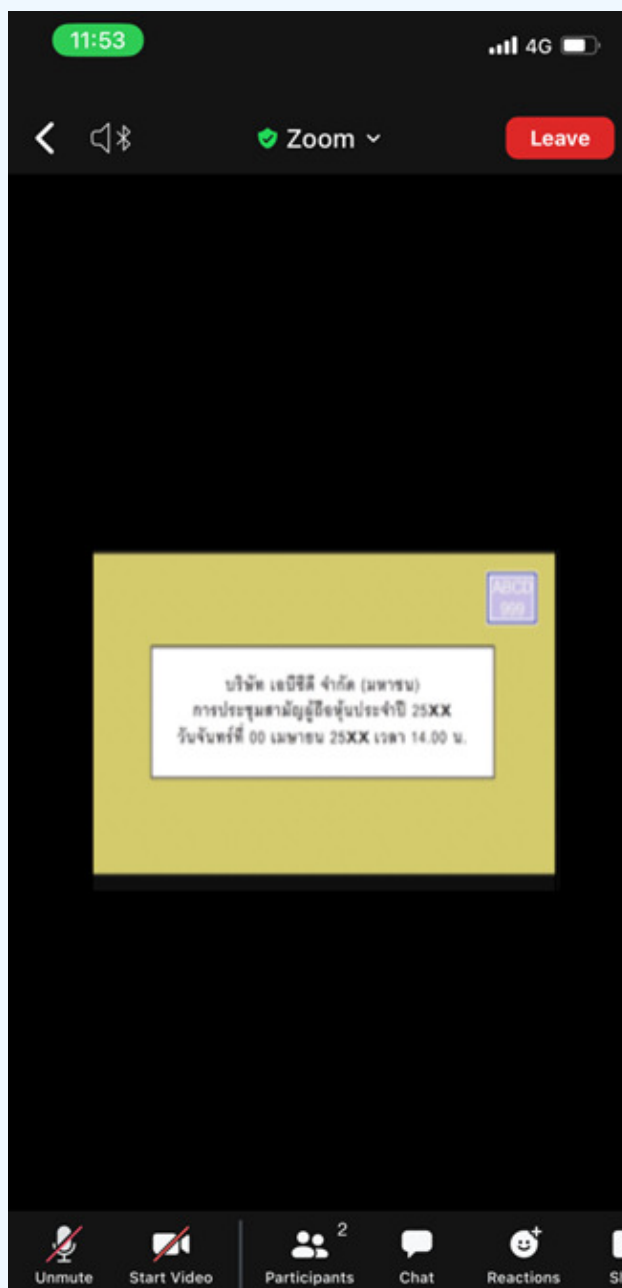 11:53
4G
Zoom
Leave
ABCD
999
บริษัท เอบีซีดี จำกัด (มหาชน)
การประชุมสามัญผู้ถือหุ้นประจำปี 25XX
วันจันทร์ที่ 00 เมษายน 25XX เวลา 14.00 น.
2
Unmute
Start Video
Participants
Chat
Reactions